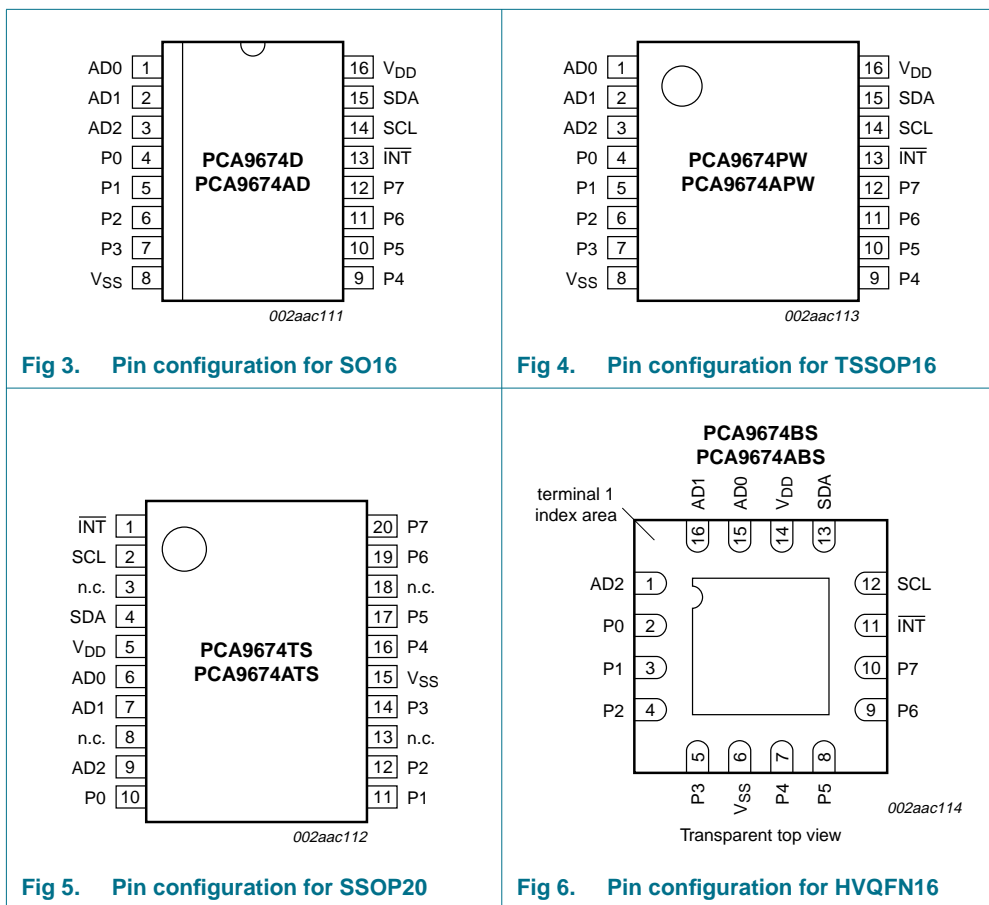 AD0 1
AD1 2
AD2 3
P0 4
P1 5
P2 6
P3 7
VSS 8
PCA9674D
PCA9674AD
16 VDD
15 SDA
14 SCL
13 INT
12 P7
11 P6
10 P5
9 P4
002aac111
Fig 3. Pin configuration for SO16
AD0 1
AD1 2
AD2 3
P0 4
P1 5
P2 6
P3 7
VSS 8
PCA9674PW
PCA9674APW
16 VDD
15 SDA
14 SCL
13 INT
12 P7
11 P6
10 P5
9 P4
002aac113
Fig 4. Pin configuration for TSSOP16
INT 1
SCL 2
n.c. 3
SDA 4
VDD 5
AD0 6
AD1 7
n.c. 8
AD2 9
P0 10
PCA9674TS
PCA9674ATS
20 P7
19 P6
18 n.c.
17 P5
16 P4
15 VSS
14 P3
13 n.c.
12 P2
11 P1
002aac112
Fig 5. Pin configuration for SSOP20
PCA9674BS
PCA9674ABS
terminal 1
index area
AD1 16
AD0 15
VDD 14
SDA 13
AD2 1
P0 2
P1 3
P2 4
12 SCL
11 INT
10 P7
9 P6
5 P3
6 VSS
7 P4
8 P5
002aac114
Transparent top view
Fig 6. Pin configuration for HVQFN16